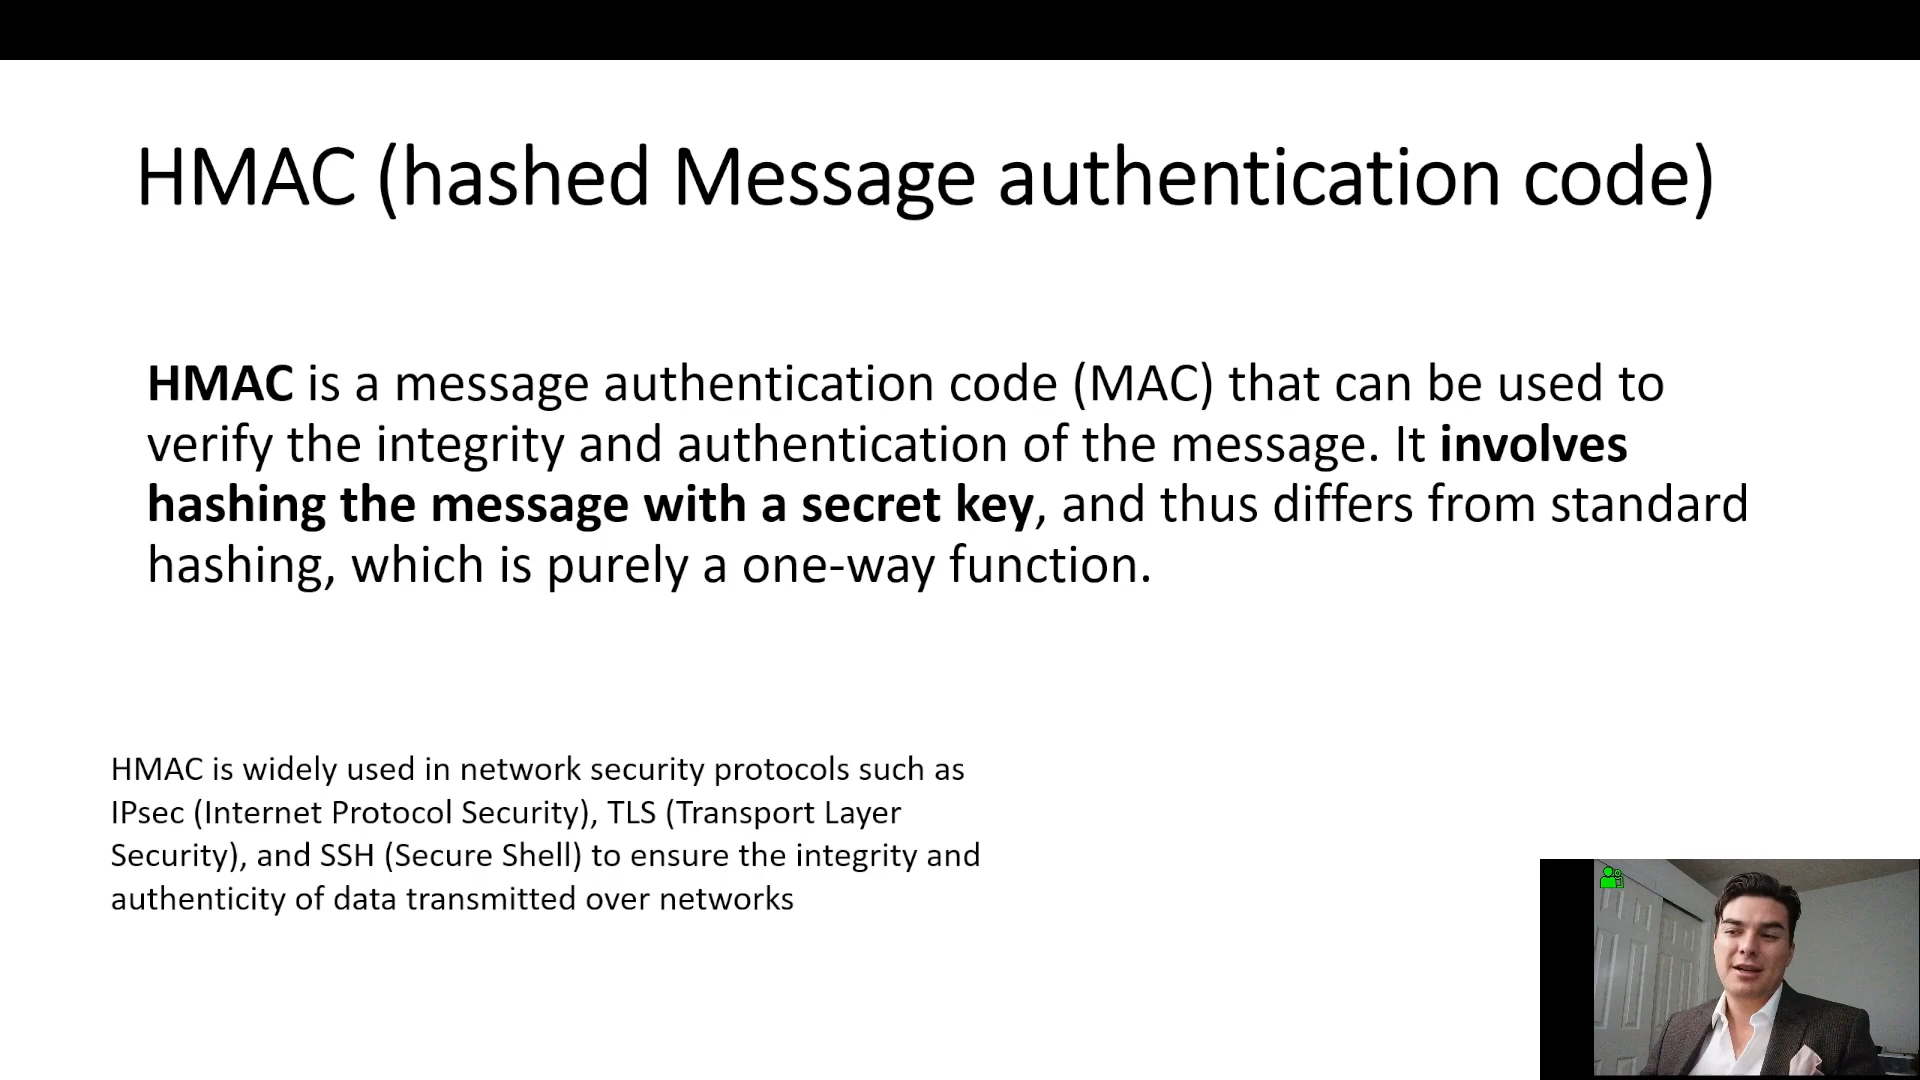 HMAC (hashed Message authentication code)
HMAC is a message authentication code (MAC) that can be used to
verify the integrity and authentication of the message. It involves
hashing the message with a secret key, and thus differs from standard
hashing, which is purely a one-way function.
HMAC is widely used in network security protocols such as
IPsec (Internet Protocol Security), TLS (Transport Layer
Security), and SSH (Secure Shell) to ensure the integrity and
authenticity of data transmitted over networks